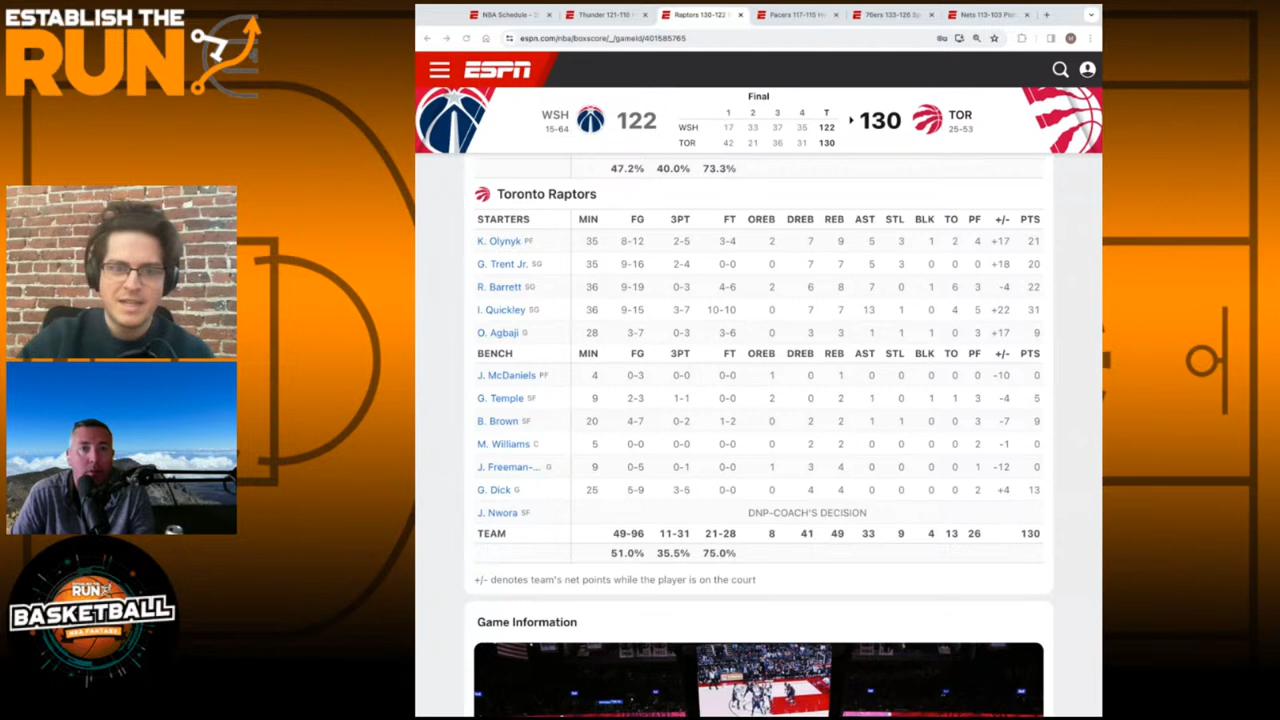 ESTABLISH THE
RUN
NBA Schedule - 2
Thunder 121-118
Raptors 130-122
Pacers 117-115 H
76ers 133-126 Sp
Nets 113-103 Pis
espn.com/nba/boxscore/_/gameId/401585765
M
ESPN
Final
WSH 122
15-64
1 2 3 4 T
WSH 17 33 37 35 122
TOR 42 21 36 31 130
130 TOR
25-53
47.2% 40.0% 73.3%
Toronto Raptors
STARTERS MIN FG 3PT FT OREB DREB REB AST STL BLK TO PF +/- PTS
K. Olynyk PF 35 8-12 2-5 3-4 2 7 9 5 3 1 2 4 +17 21
G. Trent Jr. SG 35 9-16 2-4 0-0 0 7 7 5 3 0 0 0 +18 20
R. Barrett SG 36 9-19 0-3 4-6 2 6 8 7 0 1 6 3 -4 22
I. Quickley SG 36 9-15 3-7 10-10 0 7 7 13 1 0 4 5 +22 31
O. Agbaji G 28 3-7 0-3 3-6 0 3 3 1 1 1 0 3 +17 9
BENCH MIN FG 3PT FT OREB DREB REB AST STL BLK TO PF +/- PTS
J. McDaniels PF 4 0-3 0-0 0-0 1 0 1 0 0 0 0 0 -10 0
G. Temple SF 9 2-3 1-1 0-0 2 0 2 1 0 1 1 3 -4 5
B. Brown SF 20 4-7 0-2 1-2 0 2 2 1 1 0 0 3 -7 9
M. Williams C 5 0-0 0-0 0-0 0 2 2 0 0 0 0 2 -1 0
J. Freeman-... G 9 0-5 0-1 0-0 1 3 4 0 0 0 0 1 -12 0
G. Dick G 25 5-9 3-5 0-0 0 4 4 0 0 0 0 2 +4 13
J. Nwora SF DNP-COACH'S DECISION
TEAM 49-96 11-31 21-28 8 41 49 33 9 4 13 26 130
51.0% 35.5% 75.0%
+/- denotes team's net points while the player is on the court
Game Information
ESTABLISH THE
RUN
BASKETBALL
NBA FANTASY